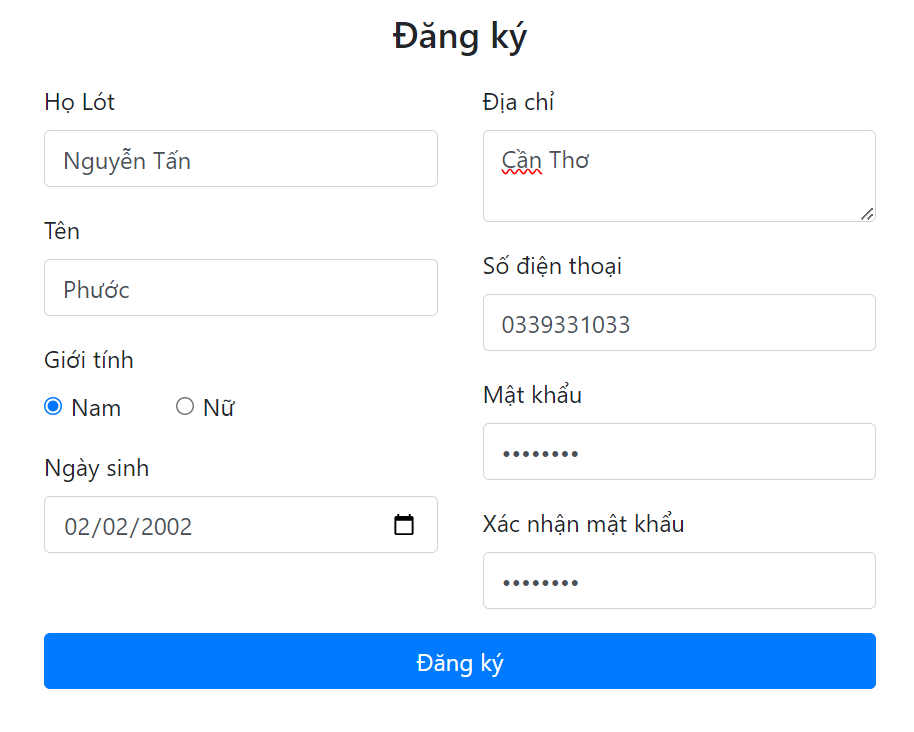 Đăng ký
Họ Lót
Nguyễn Tấn
Tên
Phước
Giới tính
Nam
Nữ
Ngày sinh
02/02/2002
Địa chỉ
Cần Thơ
Số điện thoại
0339331033
Mật khẩu
••••••••
Xác nhận mật khẩu
••••••••
Đăng ký